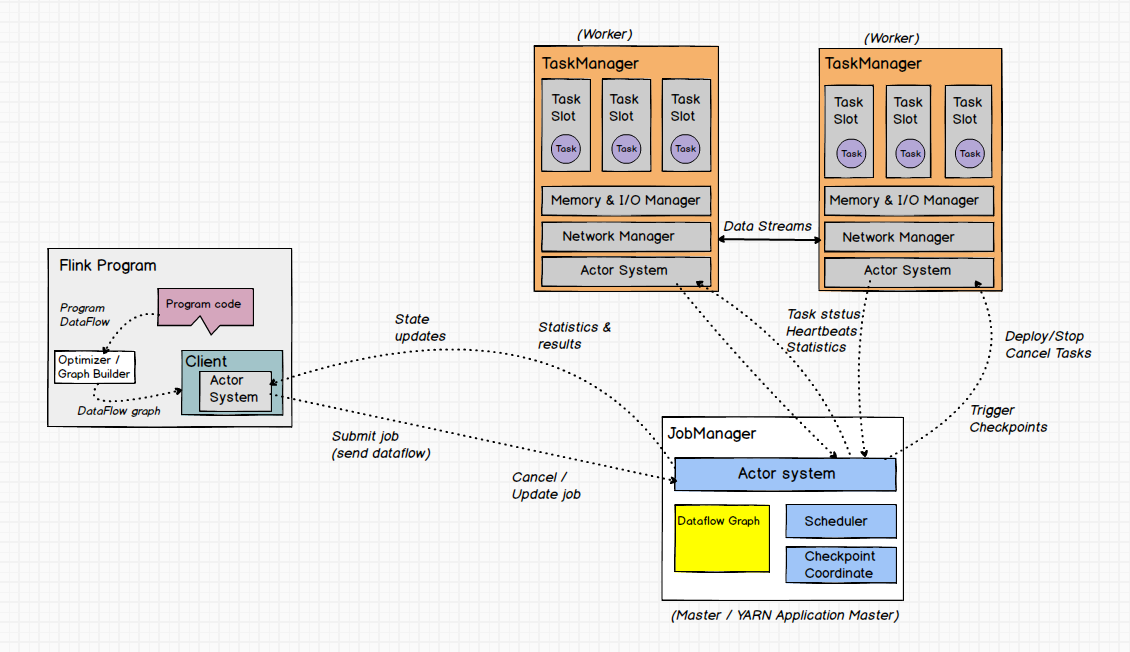 (Worker)
TaskManager
Task
Slot
Task
Task
Slot
Task
Task
Slot
Task
Memory & I/O Manager
Network Manager
Actor System
Data Streams
(Worker)
TaskManager
Task
Slot
Task
Task
Slot
Task
Task
Slot
Task
Memory & I/O Manager
Network Manager
Actor System
Flink Program
Program
DataFlow
Program code
Optimizer /
Graph Builder
DataFlow graph
Client
Actor
System
State
updates
Statistics &
results
Task ststus
Heartbeats
Statistics
Deploy/Stop
Cancel Tasks
Trigger
Checkpoints
Submit job
(send dataflow)
Cancel /
Update job
JobManager
Actor system
Dataflow Graph
Scheduler
Checkpoint
Coordinate
(Master / YARN Application Master)